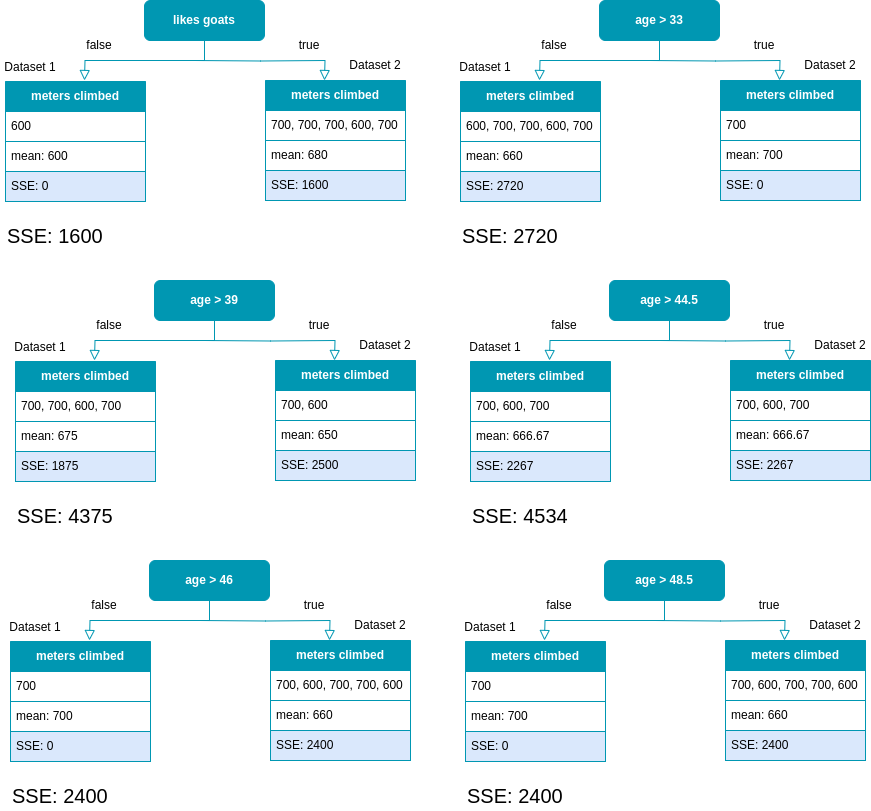 likes goats
false
true
Dataset 1
Dataset 2
meters climbed
600
mean: 600
SSE: 0
meters climbed
700, 700, 700, 600, 700
mean: 680
SSE: 1600
SSE: 1600
age > 33
false
true
Dataset 1
Dataset 2
meters climbed
600, 700, 700, 600, 700
mean: 660
SSE: 2720
meters climbed
700
mean: 700
SSE: 0
SSE: 2720
age > 39
false
true
Dataset 1
Dataset 2
meters climbed
700, 700, 600, 700
mean: 675
SSE: 1875
meters climbed
700, 600
mean: 650
SSE: 2500
SSE: 4375
age > 44.5
false
true
Dataset 1
Dataset 2
meters climbed
700, 600, 700
mean: 666.67
SSE: 2267
meters climbed
700, 600, 700
mean: 666.67
SSE: 2267
SSE: 4534
age > 46
false
true
Dataset 1
Dataset 2
meters climbed
700
mean: 700
SSE: 0
meters climbed
700, 600, 700, 700, 600
mean: 660
SSE: 2400
SSE: 2400
age > 48.5
false
true
Dataset 1
Dataset 2
meters climbed
700
mean: 700
SSE: 0
meters climbed
700, 600, 700, 700, 600
mean: 660
SSE: 2400
SSE: 2400